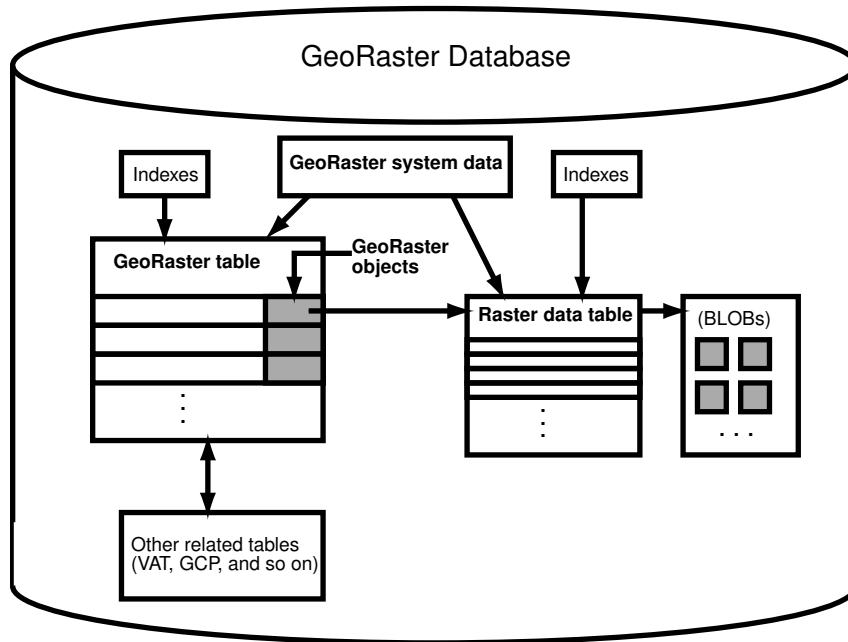 GeoRaster Database
Indexes
GeoRaster system data
Indexes
GeoRaster table
GeoRaster
objects
Raster data table
(BLOBs)
. . .
Other related tables
(VAT, GCP, and so on)